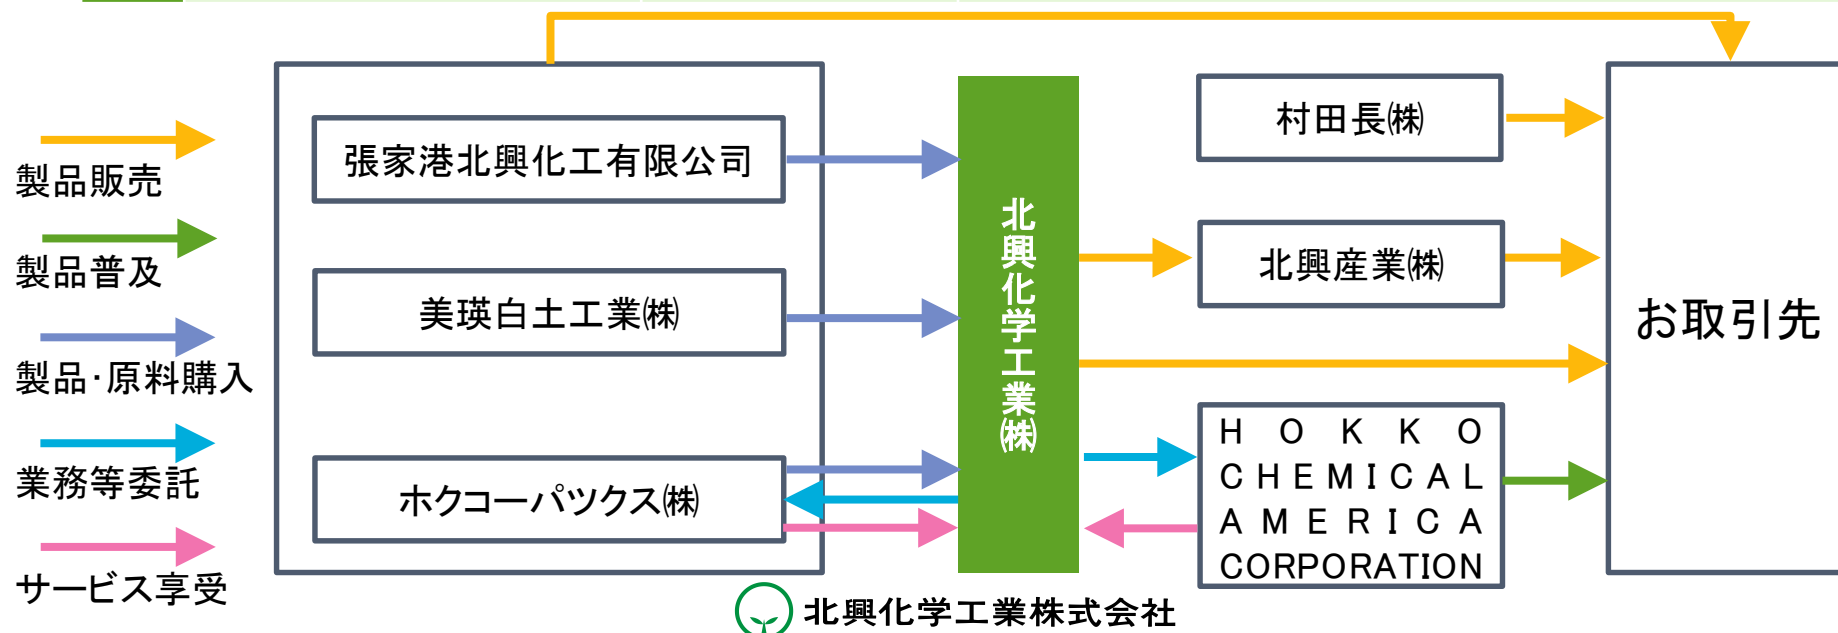 製品販売
製品普及
製品・原料購入
業務等委託
サービス享受
張家港北興化工有限公司
美瑛白土工業㈱
ホクコーパツクス㈱
北興化学工業㈱
村田長㈱
北興産業㈱
HOKKO
CHEMICAL
AMERICA
CORPORATION
お取引先
北興化学工業株式会社